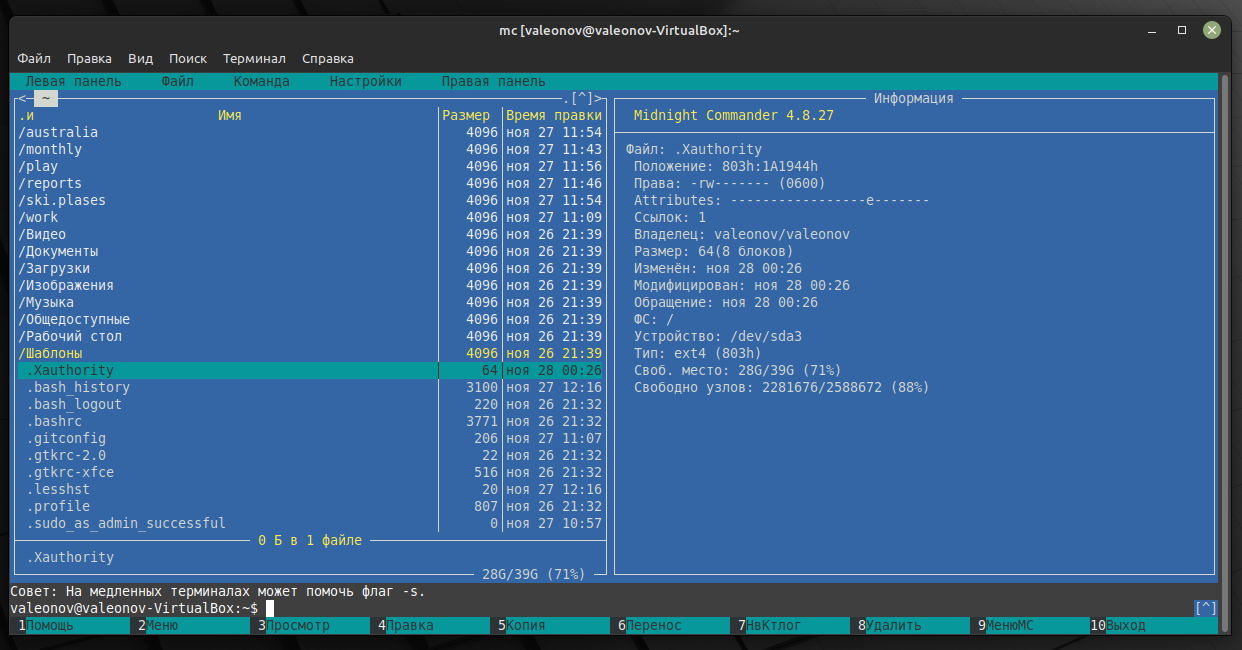 mc [valeonov@valeonov-VirtualBox]:~
Файл Правка Вид Поиск Терминал Справка
Левая панель Файл Команда Настройки Правая панель
<- ~ .[^]>
.и Имя Размер Время правки
/australia 4096 ноя 27 11:54
/monthly 4096 ноя 27 11:43
/play 4096 ноя 27 11:56
/reports 4096 ноя 27 11:46
/ski.plases 4096 ноя 27 11:54
/work 4096 ноя 27 11:09
/Видео 4096 ноя 26 21:39
/Документы 4096 ноя 26 21:39
/Загрузки 4096 ноя 26 21:39
/Изображения 4096 ноя 26 21:39
/Музыка 4096 ноя 26 21:39
/Общедоступные 4096 ноя 26 21:39
/Рабочий стол 4096 ноя 26 21:39
/Шаблоны 4096 ноя 26 21:39
.Xauthority 64 ноя 28 00:26
.bash_history 3100 ноя 27 12:16
.bash_logout 220 ноя 26 21:32
.bashrc 3771 ноя 26 21:32
.gitconfig 206 ноя 27 11:07
.gtkrc-2.0 22 ноя 26 21:32
.gtkrc-xfce 516 ноя 26 21:32
.lesshst 20 ноя 27 12:16
.profile 807 ноя 26 21:32
.sudo_as_admin_successful 0 ноя 27 10:57
0 Б в 1 файле
.Xauthority
28G/39G (71%)
Информация
Midnight Commander 4.8.27
Файл: .Xauthority
Положение: 803h:1A1944h
Права: -rw------- (0600)
Attributes: -----------------e-------
Ссылок: 1
Владелец: valeonov/valeonov
Размер: 64(8 блоков)
Изменён: ноя 28 00:26
Модифицирован: ноя 28 00:26
Обращение: ноя 28 00:26
ФС: /
Устройство: /dev/sda3
Тип: ext4 (803h)
Своб. место: 28G/39G (71%)
Свободно узлов: 2281676/2588672 (88%)
Совет: На медленных терминалах может помочь флаг -s.
valeonov@valeonov-VirtualBox:~$ [^]
1Помощь 2Меню 3Просмотр 4Правка 5Копия 6Перенос 7НвКтлог 8Удалить 9МенюМС 10Выход